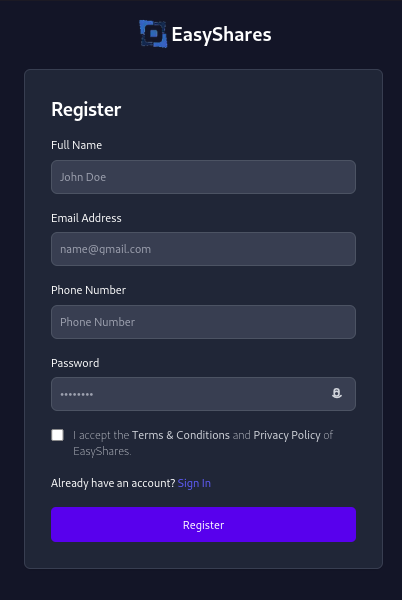 EasyShares
Register
Full Name
John Doe
Email Address
name@gmail.com
Phone Number
Phone Number
Password
••••••••
I accept the Terms & Conditions and Privacy Policy of
EasyShares.
Already have an account? Sign In
Register